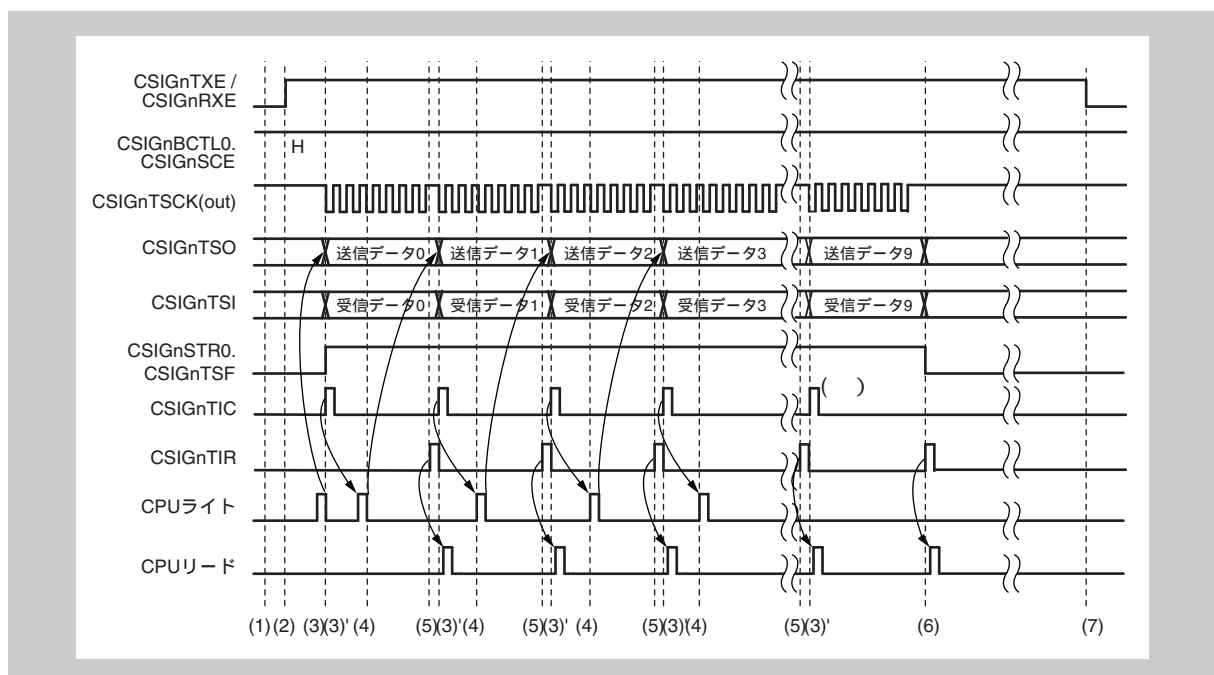 CSIGnTXE /
CSIGnRXE
CSIGnBCTL0.
CSIGnSCE
H
CSIGnTSCK(out)
CSIGnTSO
送信データ0 送信データ1 送信データ2 送信データ3 送信データ9
CSIGnTSI
受信データ0 受信データ1 受信データ2 受信データ3 受信データ9
CSIGnSTR0.
CSIGnTSF
( )
CSIGnTIC
CSIGnTIR
CPUライト
CPUリード
(1)(2) (3)(3)' (4) (5)(3)'(4) (5)(3)' (4) (5)(3)'(4) (5)(3)' (6) (7)